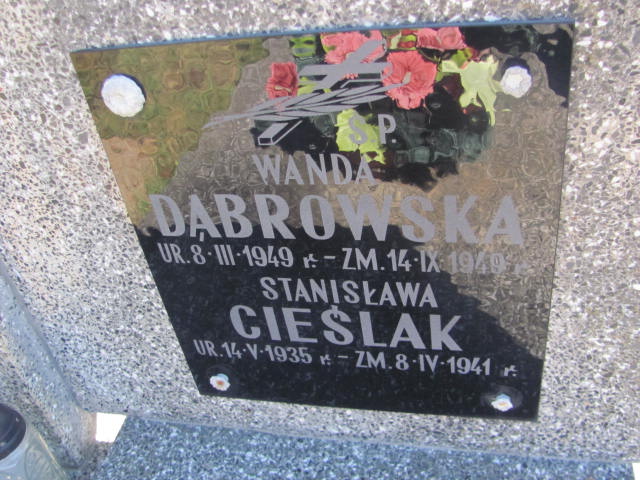 Ś P
WANDA
DĄBROWSKA
UR. 8·III·1949 r. – ZM. 14·IX 1949 r.
STANISŁAWA
CIEŚLAK
UR. 14·V·1935 r. – ZM. 8·IV·1941 r.